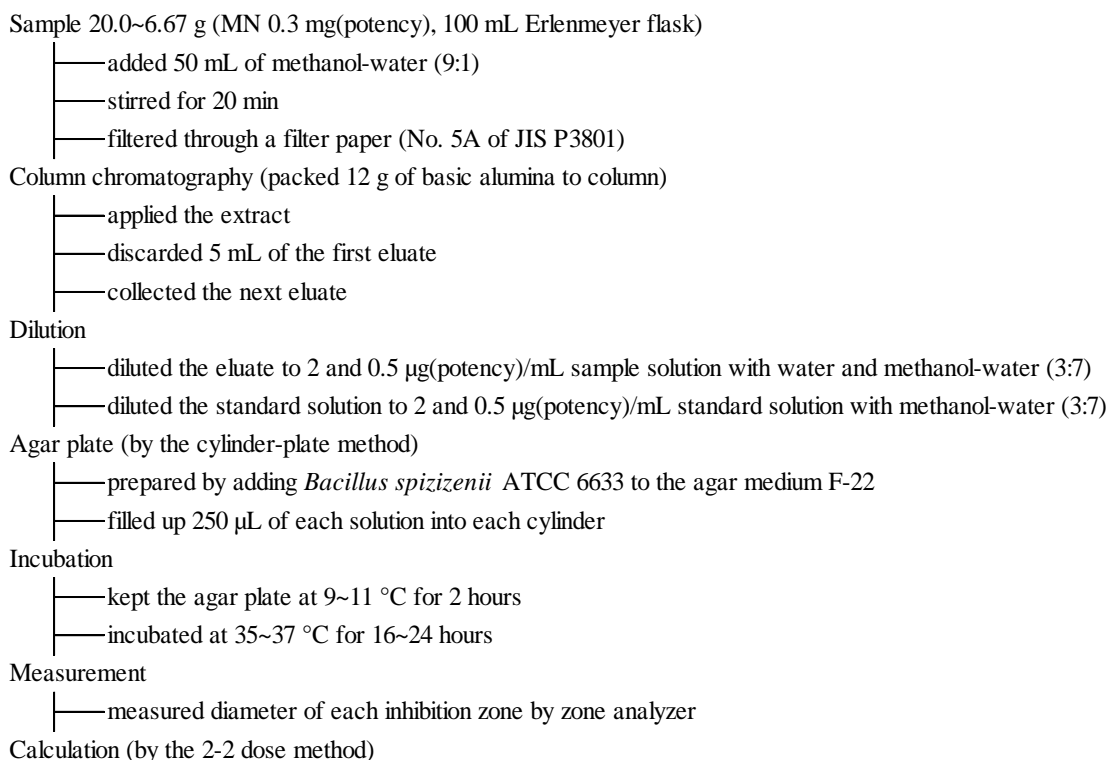 Sample 20.0~6.67 g (MN 0.3 mg(potency), 100 mL Erlenmeyer flask)
added 50 mL of methanol-water (9:1)
stirred for 20 min
filtered through a filter paper (No. 5A of JIS P3801)
Column chromatography (packed 12 g of basic alumina to column)
applied the extract
discarded 5 mL of the first eluate
collected the next eluate
Dilution
diluted the eluate to 2 and 0.5 µg(potency)/mL sample solution with water and methanol-water (3:7)
diluted the standard solution to 2 and 0.5 µg(potency)/mL standard solution with methanol-water (3:7)
Agar plate (by the cylinder-plate method)
prepared by adding Bacillus spizizenii ATCC 6633 to the agar medium F-22
filled up 250 µL of each solution into each cylinder
Incubation
kept the agar plate at 9~11 °C for 2 hours
incubated at 35~37 °C for 16~24 hours
Measurement
measured diameter of each inhibition zone by zone analyzer
Calculation (by the 2-2 dose method)